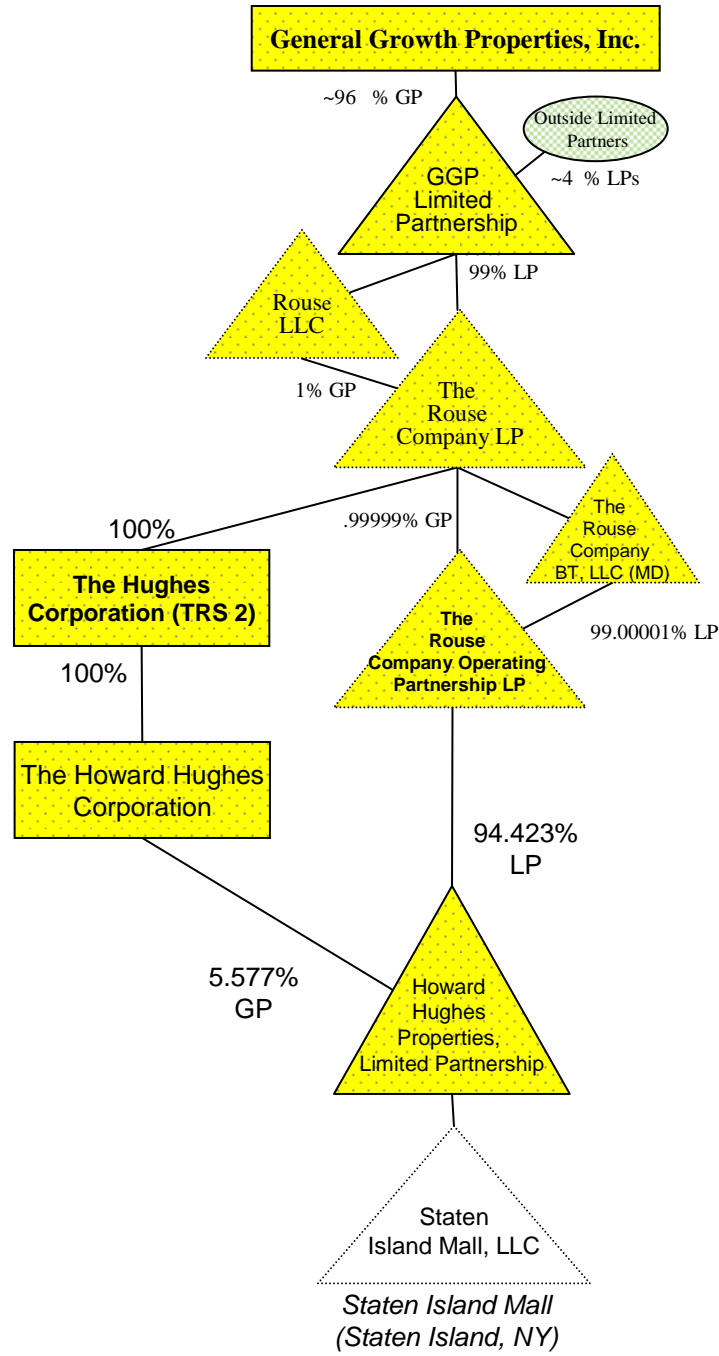 General Growth Properties, Inc.
~96 % GP
Outside Limited
Partners
~4 % LPs
GGP
Limited
Partnership
99% LP
Rouse
LLC
1% GP
The
Rouse
Company LP
100%
.99999% GP
The
Rouse
Company
BT, LLC (MD)
The Hughes
Corporation (TRS 2)
99.00001% LP
The
Rouse
Company Operating
Partnership LP
100%
The Howard Hughes
Corporation
94.423%
LP
5.577%
GP
Howard
Hughes
Properties,
Limited Partnership
Staten
Island Mall, LLC
Staten Island Mall
(Staten Island, NY)